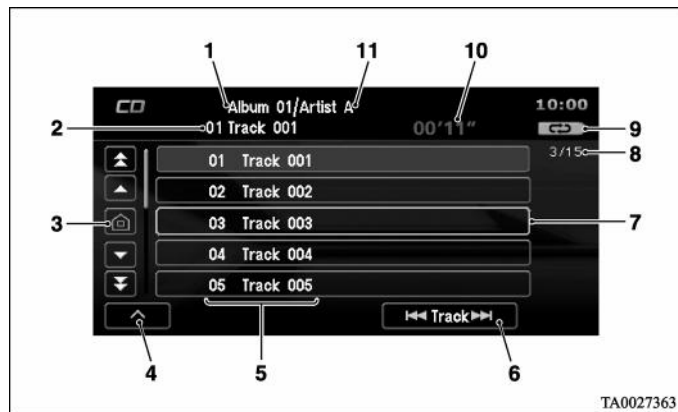 1 11 10
CD Album 01/Artist A 10:00
2 01 Track 001 00'11" 9
01 Track 001 3/15 8
02 Track 002
3 03 Track 003 7
04 Track 004
05 Track 005
Track
4 5 6
TA0027363